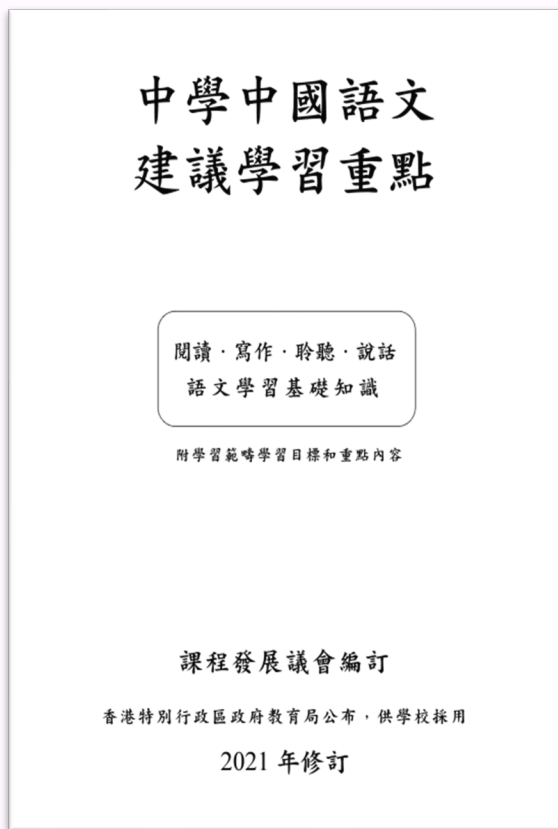 中學中國語文
建議學習重點
閱讀‧寫作‧聆聽‧說話
語文學習基礎知識
附學習範疇學習目標和重點內容
課程發展議會編訂
香港特別行政區政府教育局公布，供學校採用
2021 年修訂